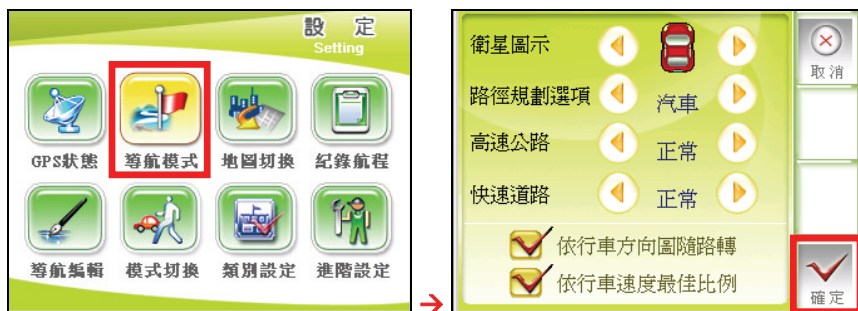 設 定
Setting
GPS狀態 導航模式 地圖切換 紀錄航程
導航編輯 模式切換 類別設定 進階設定
衛星圖示
取消
路徑規劃選項 汽車
高速公路 正常
快速道路 正常
依行車方向圖隨路轉
依行車速度最佳比例
確定